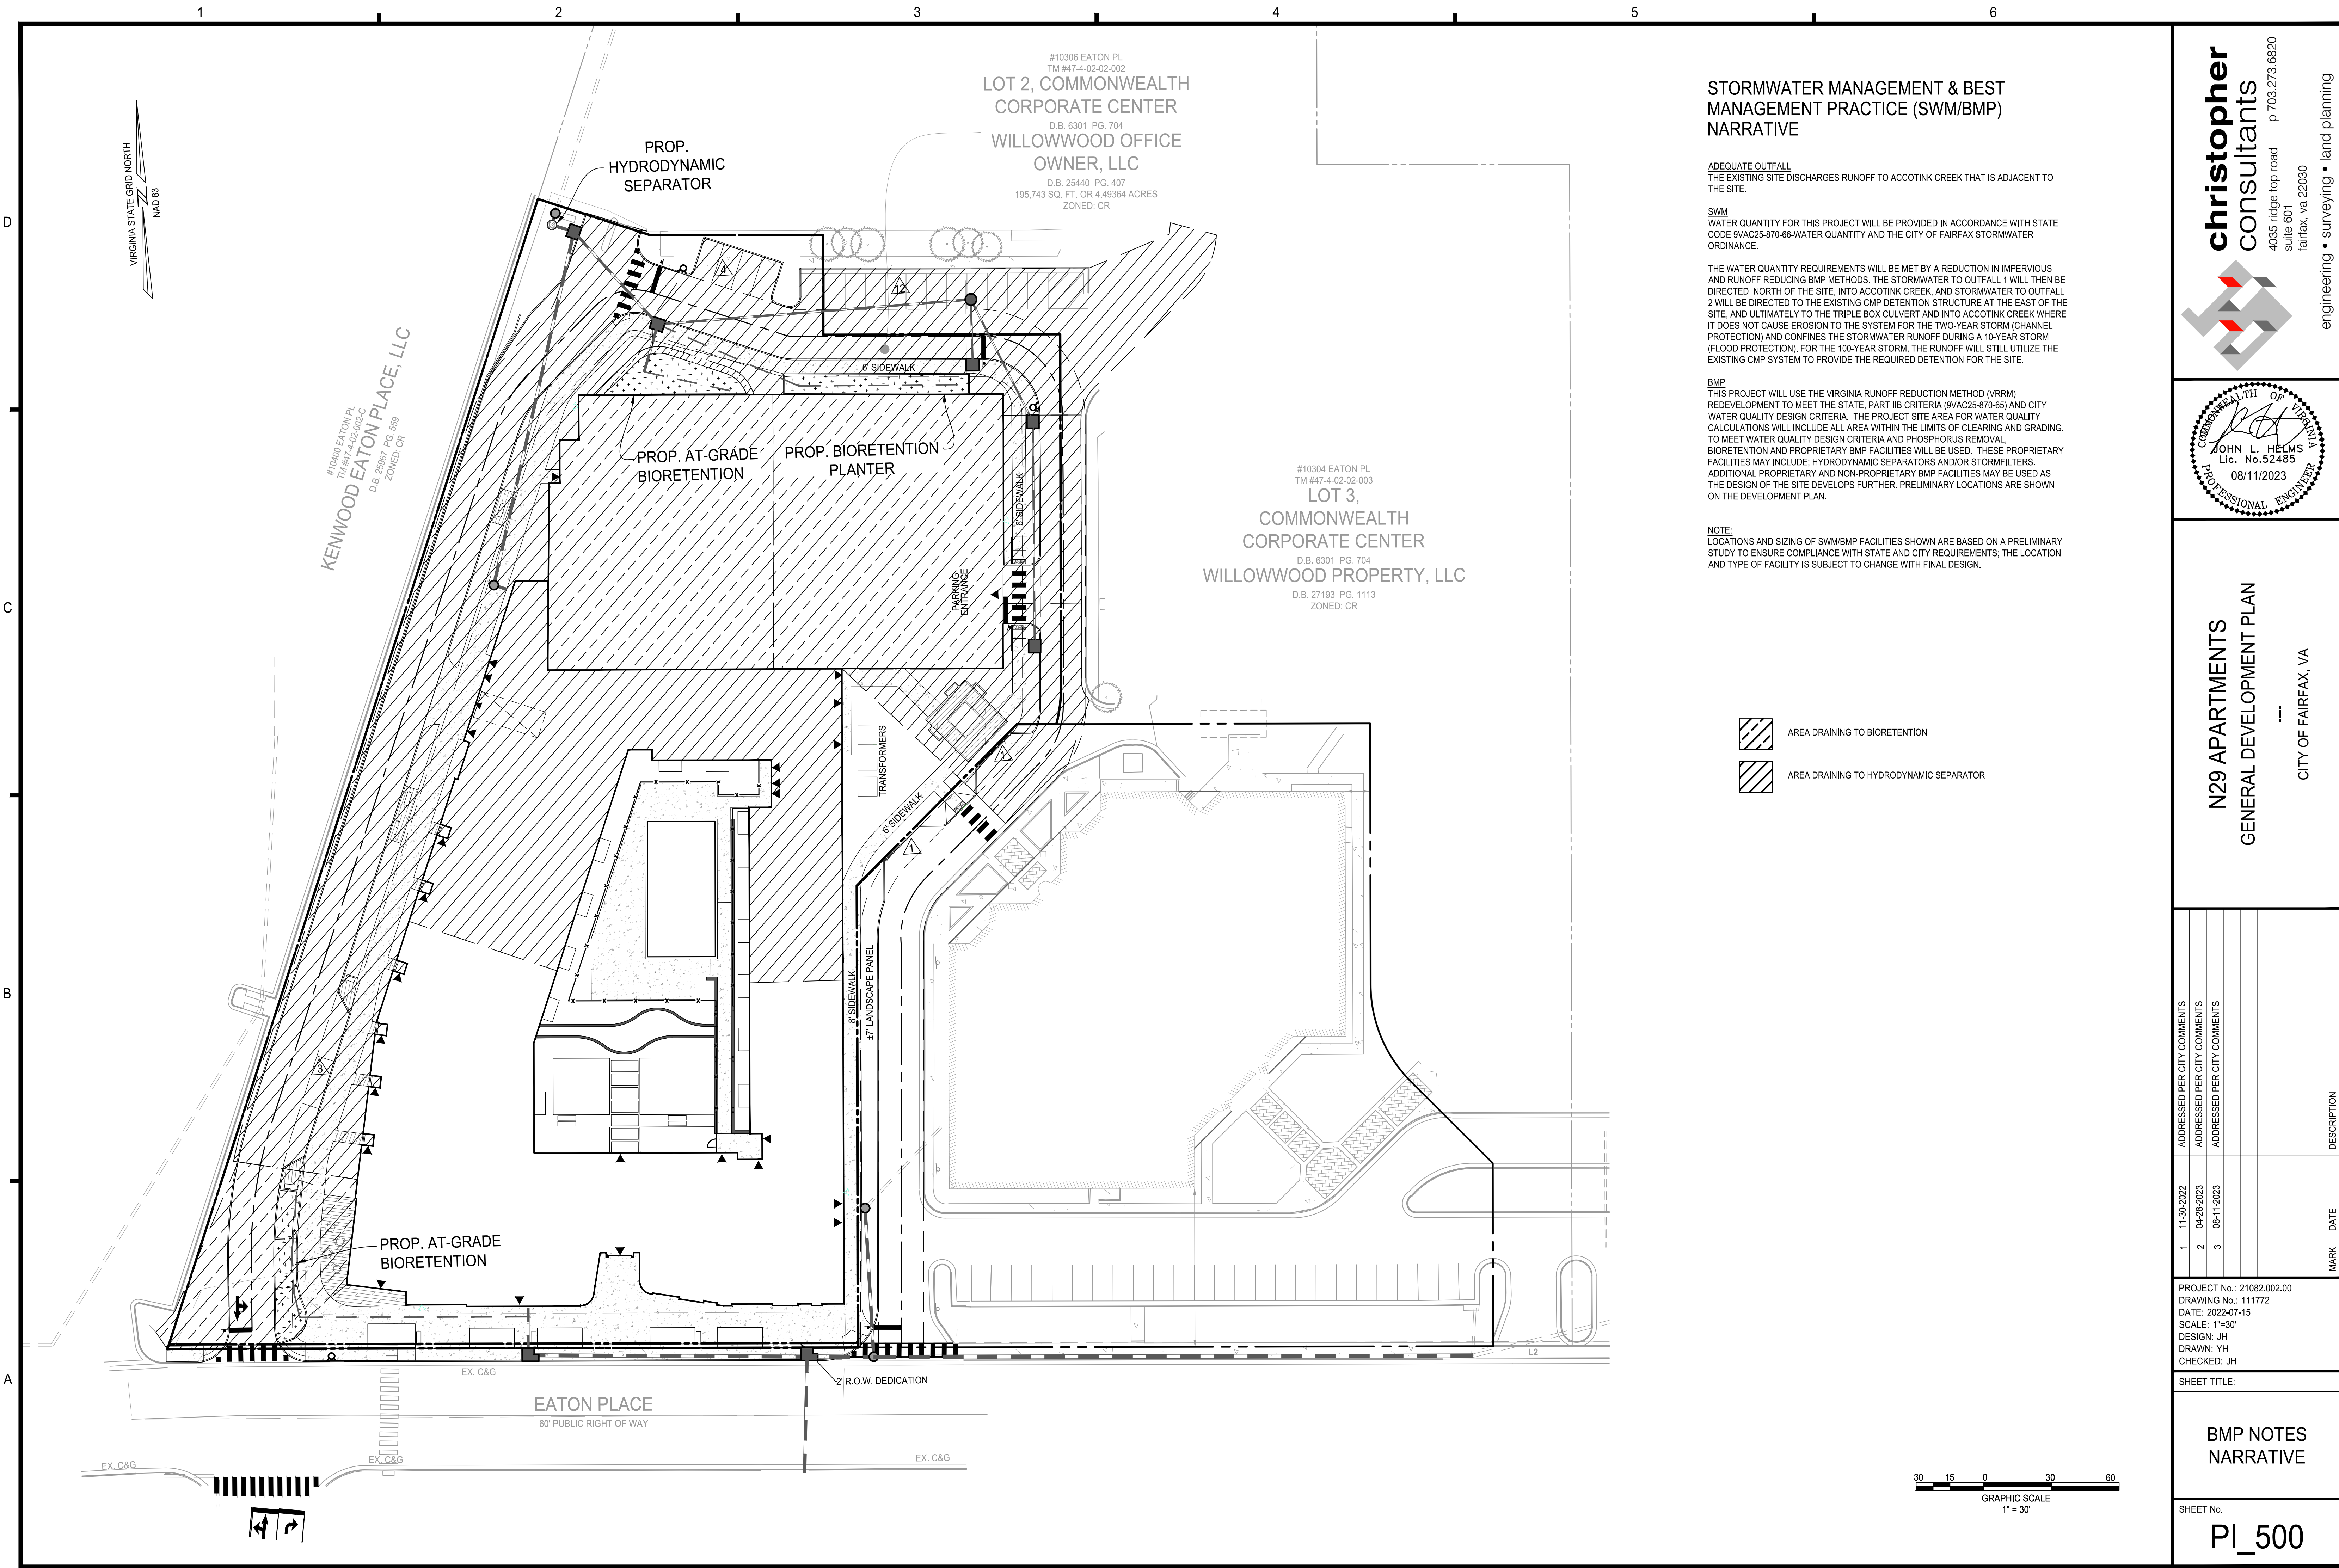 1 2 3 4 5 6
D
C
B
A
VIRGINIA STATE GRID NORTH
NAD 83
#10306 EATON PL
TM #47-4-02-02-002
LOT 2, COMMONWEALTH
CORPORATE CENTER
D.B. 6301 PG. 704
WILLOWWOOD OFFICE
OWNER, LLC
D.B. 25440 PG. 407
195,743 SQ. FT. OR 4.49364 ACRES
ZONED: CR
PROP.
HYDRODYNAMIC
SEPARATOR
4
12
6' SIDEWALK
#10400 EATON PL
TM #47-4-02-002-C
KENWOOD EATON PLACE, LLC
D.B. 25967 PG. 559
ZONED: CR
PROP. AT-GRADE
BIORETENTION
PROP. BIORETENTION
PLANTER
6' SIDEWALK
PARKING
ENTRANCE
#10304 EATON PL
TM #47-4-02-02-003
LOT 3,
COMMONWEALTH
CORPORATE CENTER
D.B. 6301 PG. 704
WILLOWWOOD PROPERTY, LLC
D.B. 27193 PG. 1113
ZONED: CR
TRANSFORMERS
1
6' SIDEWALK
1
8' SIDEWALK
±7' LANDSCAPE PANEL
3
PROP. AT-GRADE
BIORETENTION
2' R.O.W. DEDICATION
L2
EX. C&G
EATON PLACE
60' PUBLIC RIGHT OF WAY
EX. C&G
EX. C&G
EX. C&G
STORMWATER MANAGEMENT & BEST
MANAGEMENT PRACTICE (SWM/BMP)
NARRATIVE
ADEQUATE OUTFALL
THE EXISTING SITE DISCHARGES RUNOFF TO ACCOTINK CREEK THAT IS ADJACENT TO
THE SITE.
SWM
WATER QUANTITY FOR THIS PROJECT WILL BE PROVIDED IN ACCORDANCE WITH STATE
CODE 9VAC25-870-66-WATER QUANTITY AND THE CITY OF FAIRFAX STORMWATER
ORDINANCE.
THE WATER QUANTITY REQUIREMENTS WILL BE MET BY A REDUCTION IN IMPERVIOUS
AND RUNOFF REDUCING BMP METHODS. THE STORMWATER TO OUTFALL 1 WILL THEN BE
DIRECTED NORTH OF THE SITE, INTO ACCOTINK CREEK, AND STORMWATER TO OUTFALL
2 WILL BE DIRECTED TO THE EXISTING CMP DETENTION STRUCTURE AT THE EAST OF THE
SITE, AND ULTIMATELY TO THE TRIPLE BOX CULVERT AND INTO ACCOTINK CREEK WHERE
IT DOES NOT CAUSE EROSION TO THE SYSTEM FOR THE TWO-YEAR STORM (CHANNEL
PROTECTION) AND CONFINES THE STORMWATER RUNOFF DURING A 10-YEAR STORM
(FLOOD PROTECTION). FOR THE 100-YEAR STORM, THE RUNOFF WILL STILL UTILIZE THE
EXISTING CMP SYSTEM TO PROVIDE THE REQUIRED DETENTION FOR THE SITE.
BMP
THIS PROJECT WILL USE THE VIRGINIA RUNOFF REDUCTION METHOD (VRRM)
REDEVELOPMENT TO MEET THE STATE, PART IIB CRITERIA (9VAC25-870-65) AND CITY
WATER QUALITY DESIGN CRITERIA. THE PROJECT SITE AREA FOR WATER QUALITY
CALCULATIONS WILL INCLUDE ALL AREA WITHIN THE LIMITS OF CLEARING AND GRADING.
TO MEET WATER QUALITY DESIGN CRITERIA AND PHOSPHORUS REMOVAL,
BIORETENTION AND PROPRIETARY BMP FACILITIES WILL BE USED. THESE PROPRIETARY
FACILITIES MAY INCLUDE; HYDRODYNAMIC SEPARATORS AND/OR STORMFILTERS.
ADDITIONAL PROPRIETARY AND NON-PROPRIETARY BMP FACILITIES MAY BE USED AS
THE DESIGN OF THE SITE DEVELOPS FURTHER. PRELIMINARY LOCATIONS ARE SHOWN
ON THE DEVELOPMENT PLAN.
NOTE:
LOCATIONS AND SIZING OF SWM/BMP FACILITIES SHOWN ARE BASED ON A PRELIMINARY
STUDY TO ENSURE COMPLIANCE WITH STATE AND CITY REQUIREMENTS; THE LOCATION
AND TYPE OF FACILITY IS SUBJECT TO CHANGE WITH FINAL DESIGN.
AREA DRAINING TO BIORETENTION
AREA DRAINING TO HYDRODYNAMIC SEPARATOR
30 15 0 30 60
GRAPHIC SCALE
1" = 30'
christopher
consultants
4035 ridge top road p 703.273.6820
suite 601
fairfax, va 22030
engineering • surveying • land planning
COMMONWEALTH OF VIRGINIA
JOHN L. HELMS
Lic. No.52485
08/11/2023
PROFESSIONAL ENGINEER
N29 APARTMENTS
GENERAL DEVELOPMENT PLAN
----
CITY OF FAIRFAX, VA
1 11-30-2022 ADDRESSED PER CITY COMMENTS
2 04-28-2023 ADDRESSED PER CITY COMMENTS
3 08-11-2023 ADDRESSED PER CITY COMMENTS
MARK DATE DESCRIPTION
PROJECT No.: 21082.002.00
DRAWING No.: 111772
DATE: 2022-07-15
SCALE: 1"=30'
DESIGN: JH
DRAWN: YH
CHECKED: JH
SHEET TITLE:
BMP NOTES
NARRATIVE
SHEET No.
PI_500